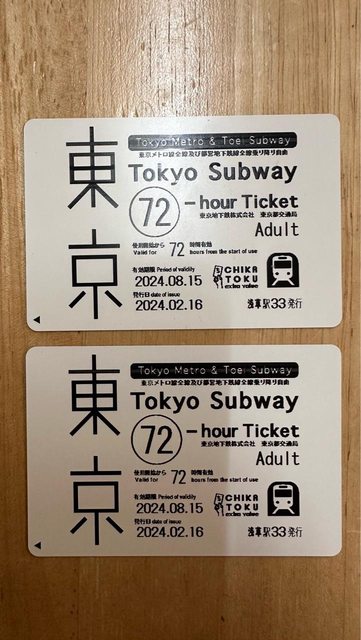 東京
Tokyo Metro & Toei Subway
東京メトロ線全線及び都営地下鉄線全線乗り降り自由
Tokyo Subway
72 -hour Ticket
東京地下鉄株式会社 東京都交通局
Adult
使用開始から 72 時間有効
Valid for hours from the start of use
有効期限 Period of validity
2024.08.15
CHIKA
TOKU
extra value
発行日 date of issue
2024.02.16
浅草駅33発行
東京
Tokyo Metro & Toei Subway
東京メトロ線全線及び都営地下鉄線全線乗り降り自由
Tokyo Subway
72 -hour Ticket
東京地下鉄株式会社 東京都交通局
Adult
使用開始から 72 時間有効
Valid for hours from the start of use
有効期限 Period of validity
2024.08.15
CHIKA
TOKU
extra value
発行日 date of issue
2024.02.16
浅草駅33発行